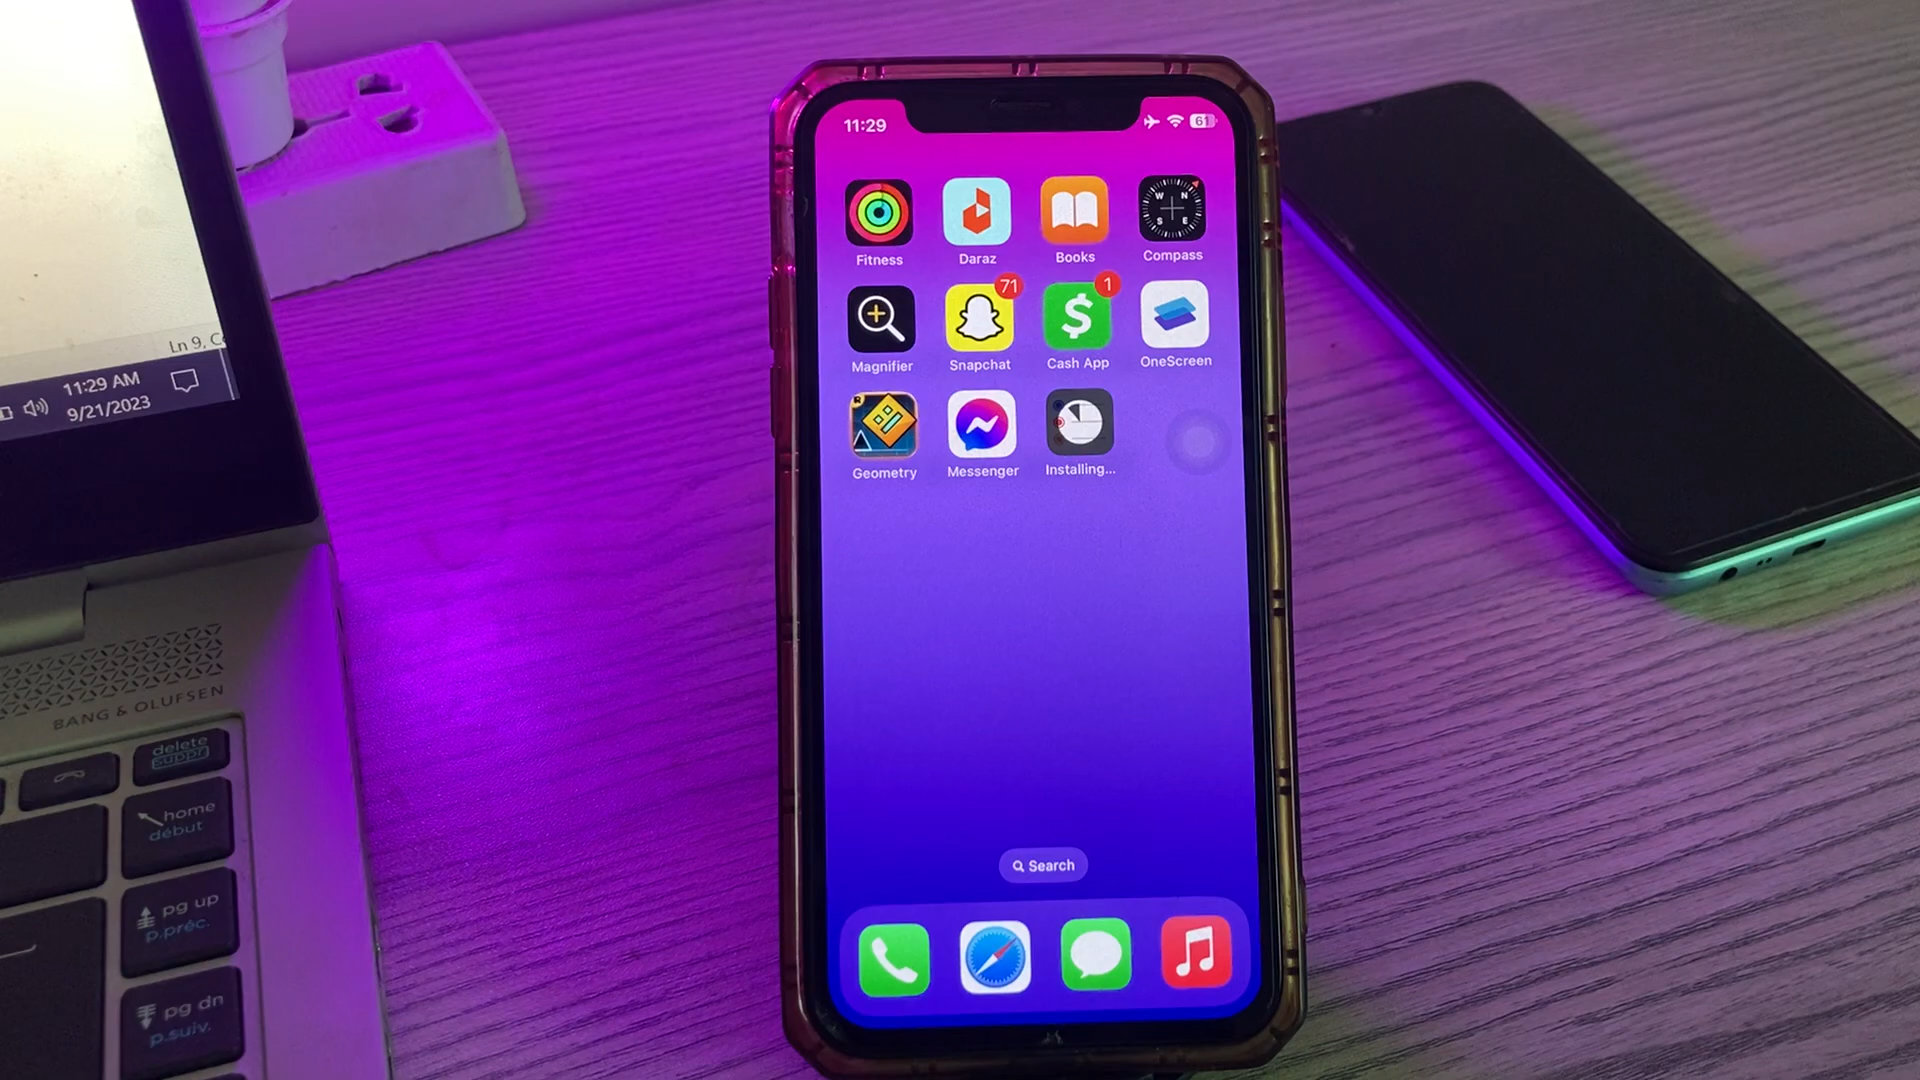 11:29
61
Fitness
Daraz
Books
W N
S E
Compass
71
1
Magnifier
Snapchat
$
Cash App
OneScreen
R
Geometry
Messenger
Installing...
Search
Ln 9, C
11:29 AM
9/21/2023
BANG & OLUFSEN
delete
suppr
home
début
pg up
p.préc.
pg dn
p.suiv.